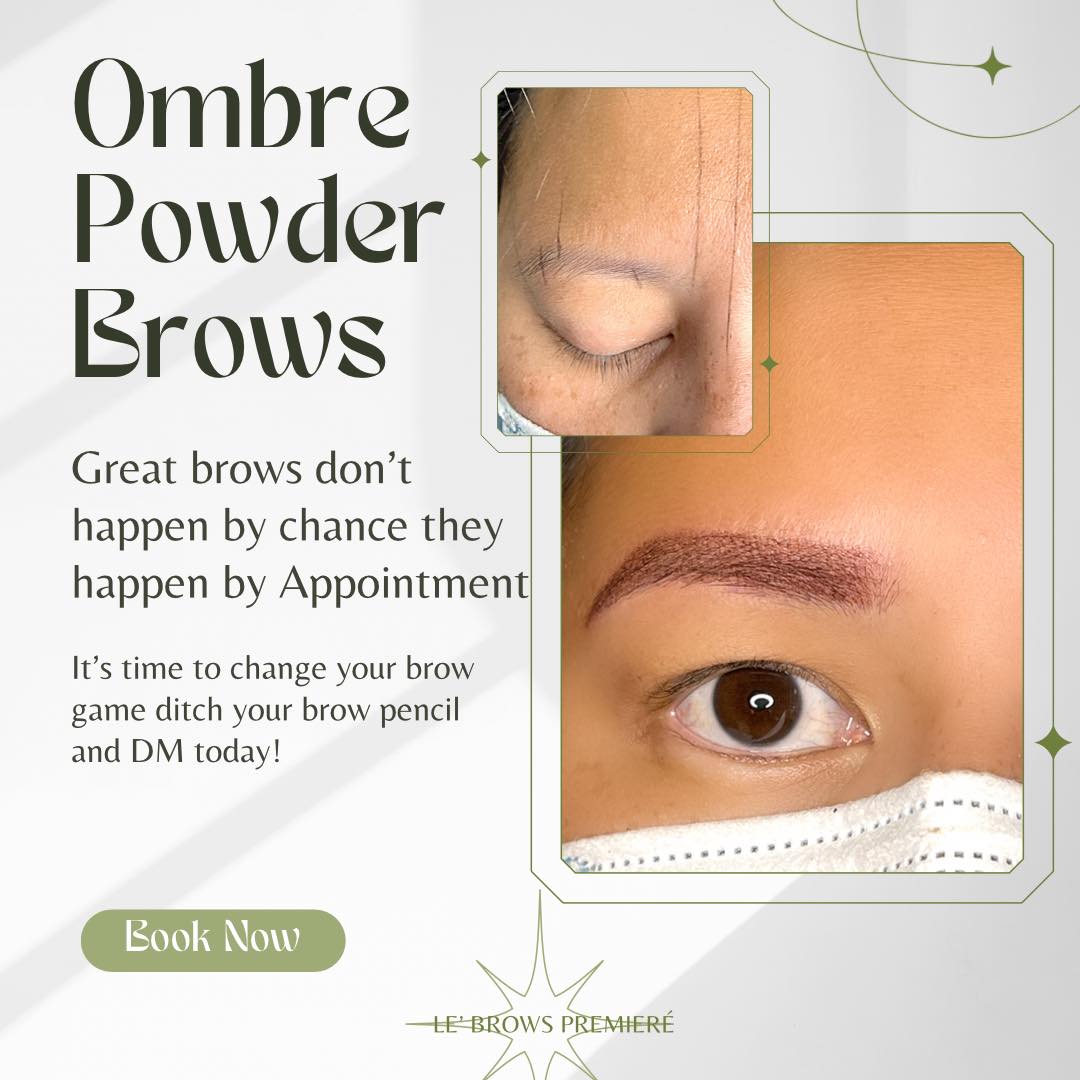 Ombre
Powder
Brows
Great brows don’t
happen by chance they
happen by Appointment
It’s time to change your brow
game ditch your brow pencil
and DM today!
Book Now
LE’ BROWS PREMIERÉ